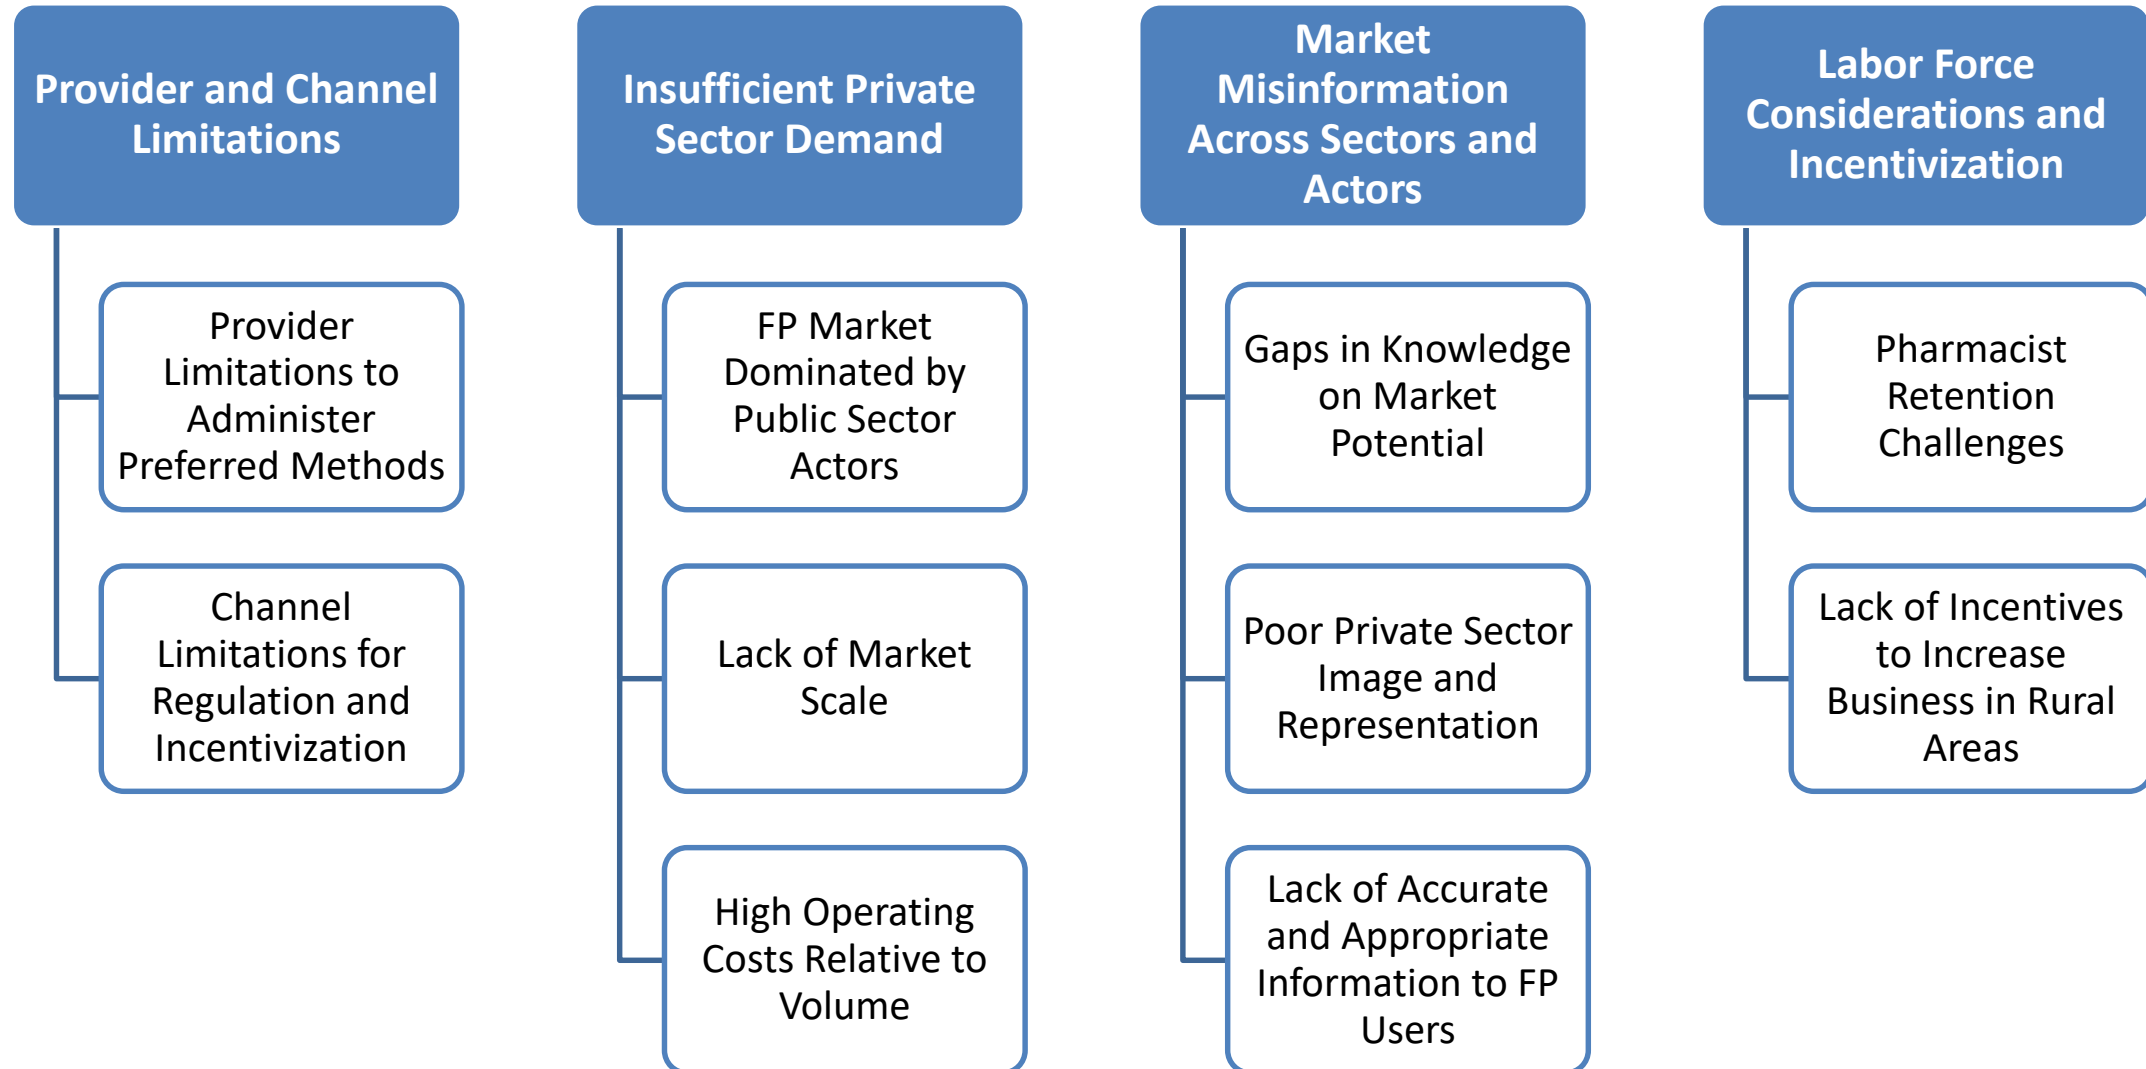 Provider and Channel
Limitations
Provider
Limitations to
Administer
Preferred Methods
Channel
Limitations for
Regulation and
Incentivization
Insufficient Private
Sector Demand
FP Market
Dominated by
Public Sector
Actors
Lack of Market
Scale
High Operating
Costs Relative to
Volume
Market
Misinformation
Across Sectors and
Actors
Gaps in Knowledge
on Market
Potential
Poor Private Sector
Image and
Representation
Lack of Accurate
and Appropriate
Information to FP
Users
Labor Force
Considerations and
Incentivization
Pharmacist
Retention
Challenges
Lack of Incentives
to Increase
Business in Rural
Areas